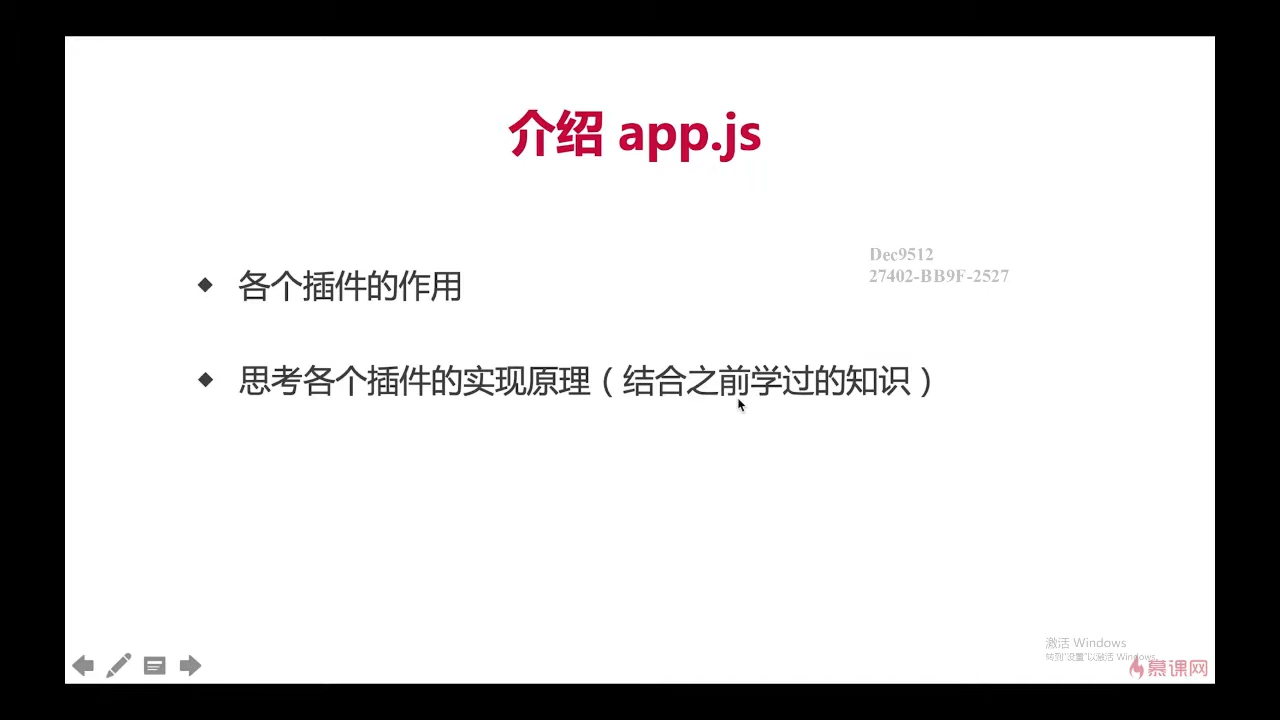 介绍 app.js
Dec9512
27402-BB9F-2527
各个插件的作用
思考各个插件的实现原理（结合之前学过的知识）
激活 Windows
转到"设置"以激活 Windows。
慕课网